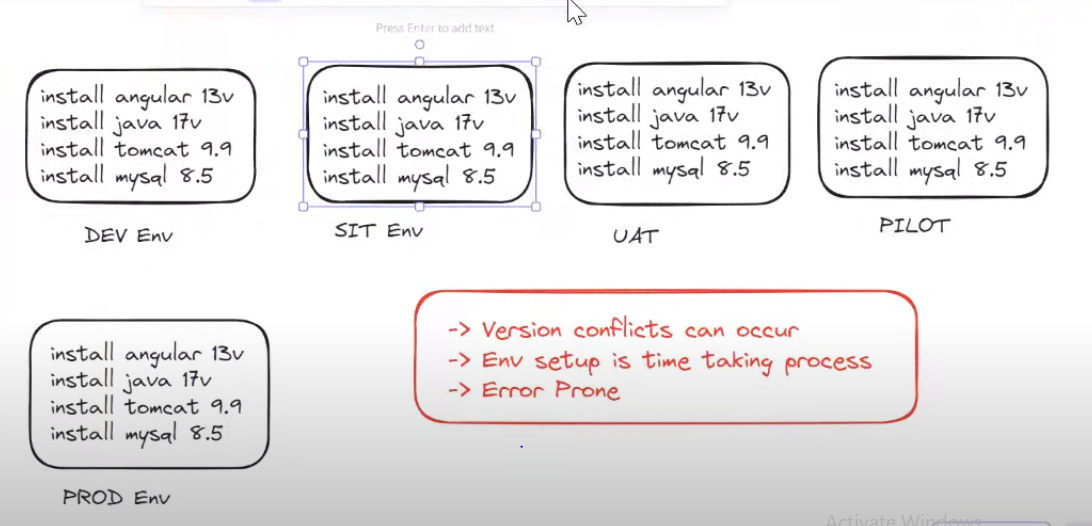 Press Enter to add text
install angular 13v
install java 17v
install tomcat 9.9
install mysql 8.5
DEV Env
install angular 13v
install java 17v
install tomcat 9.9
install mysql 8.5
SIT Env
install angular 13v
install java 17v
install tomcat 9.9
install mysql 8.5
UAT
install angular 13v
install java 17v
install tomcat 9.9
install mysql 8.5
PILOT
install angular 13v
install java 17v
install tomcat 9.9
install mysql 8.5
PROD Env
-> Version conflicts can occur
-> Env setup is time taking process
-> Error Prone
Activate Windows